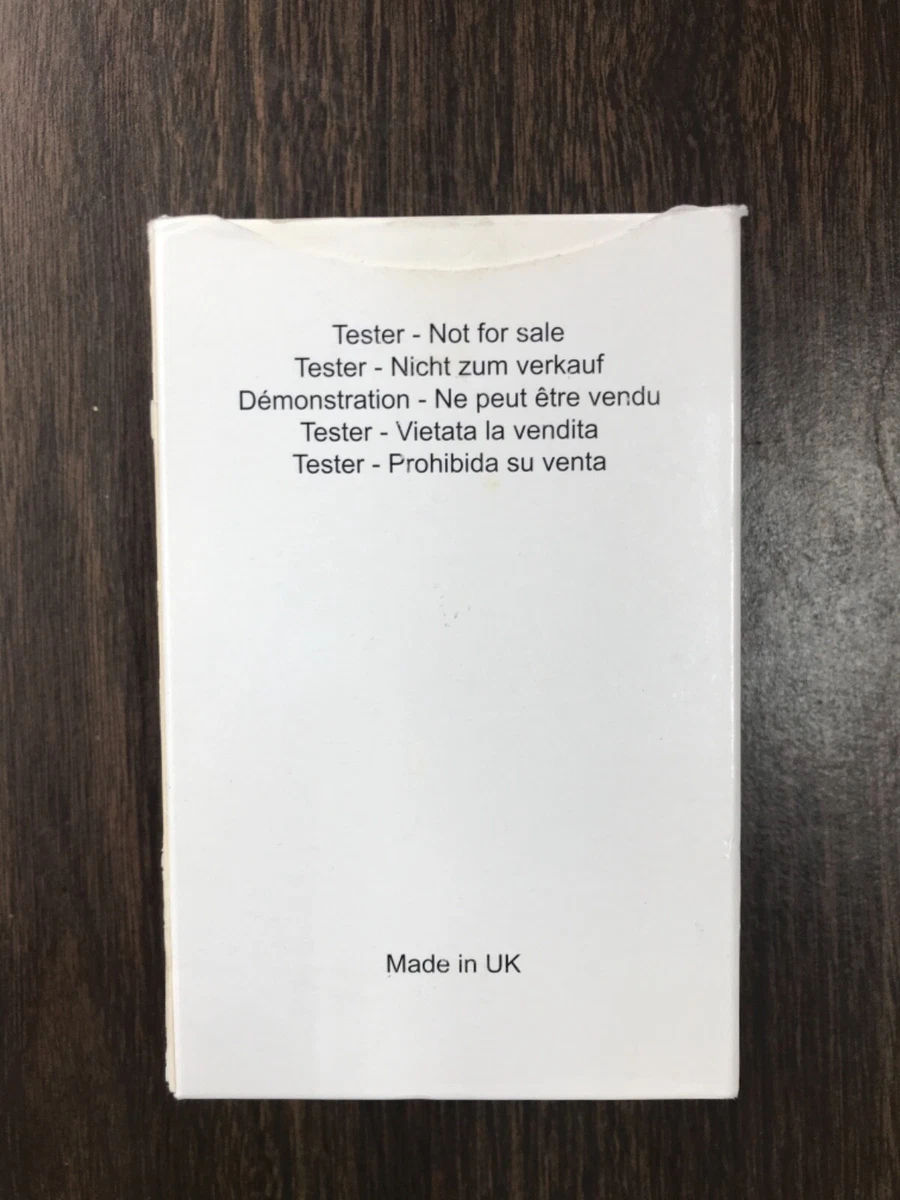 Tester - Not for sale
Tester - Nicht zum verkauf
Démonstration - Ne peut être vendu
Tester - Vietata la vendita
Tester - Prohibida su venta
Made in UK